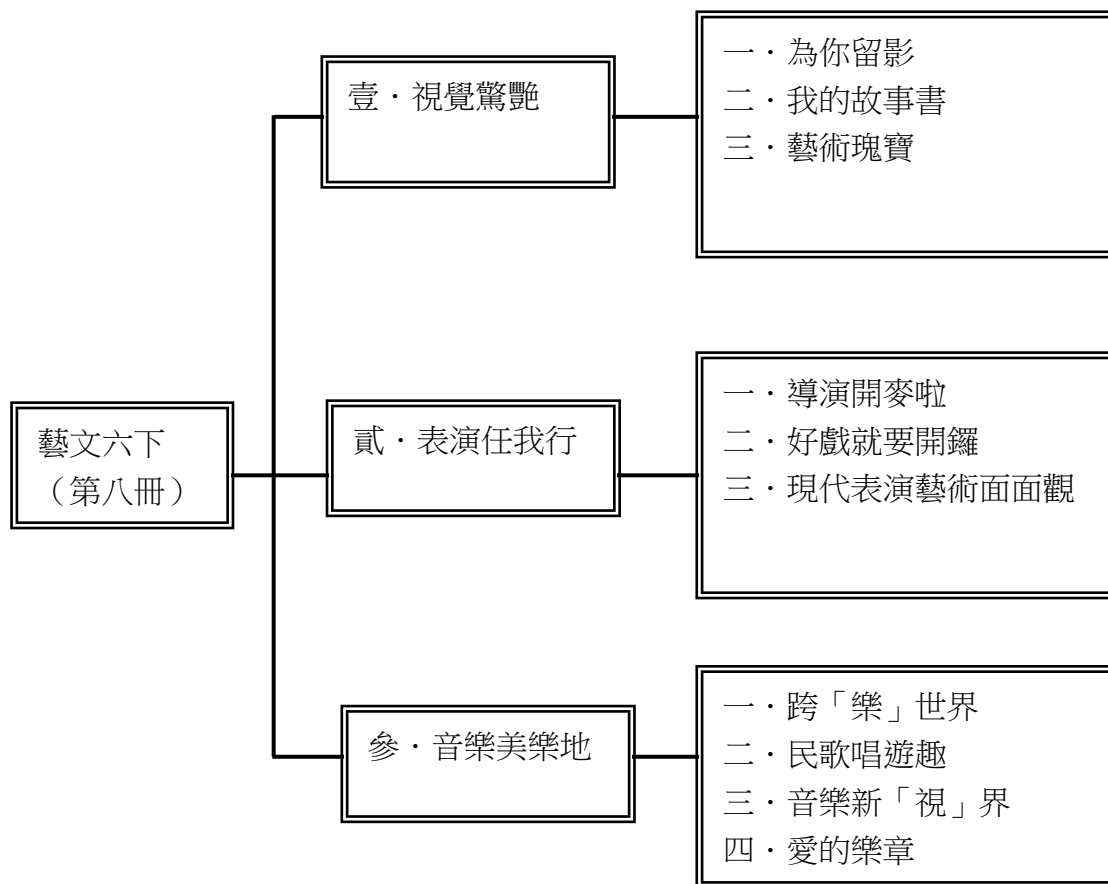 藝文六下
（第八冊）
壹．視覺驚艷
一．為你留影
二．我的故事書
三．藝術瑰寶
貳．表演任我行
一．導演開麥啦
二．好戲就要開鑼
三．現代表演藝術面面觀
參．音樂美樂地
一．跨「樂」世界
二．民歌唱遊趣
三．音樂新「視」界
四．愛的樂章